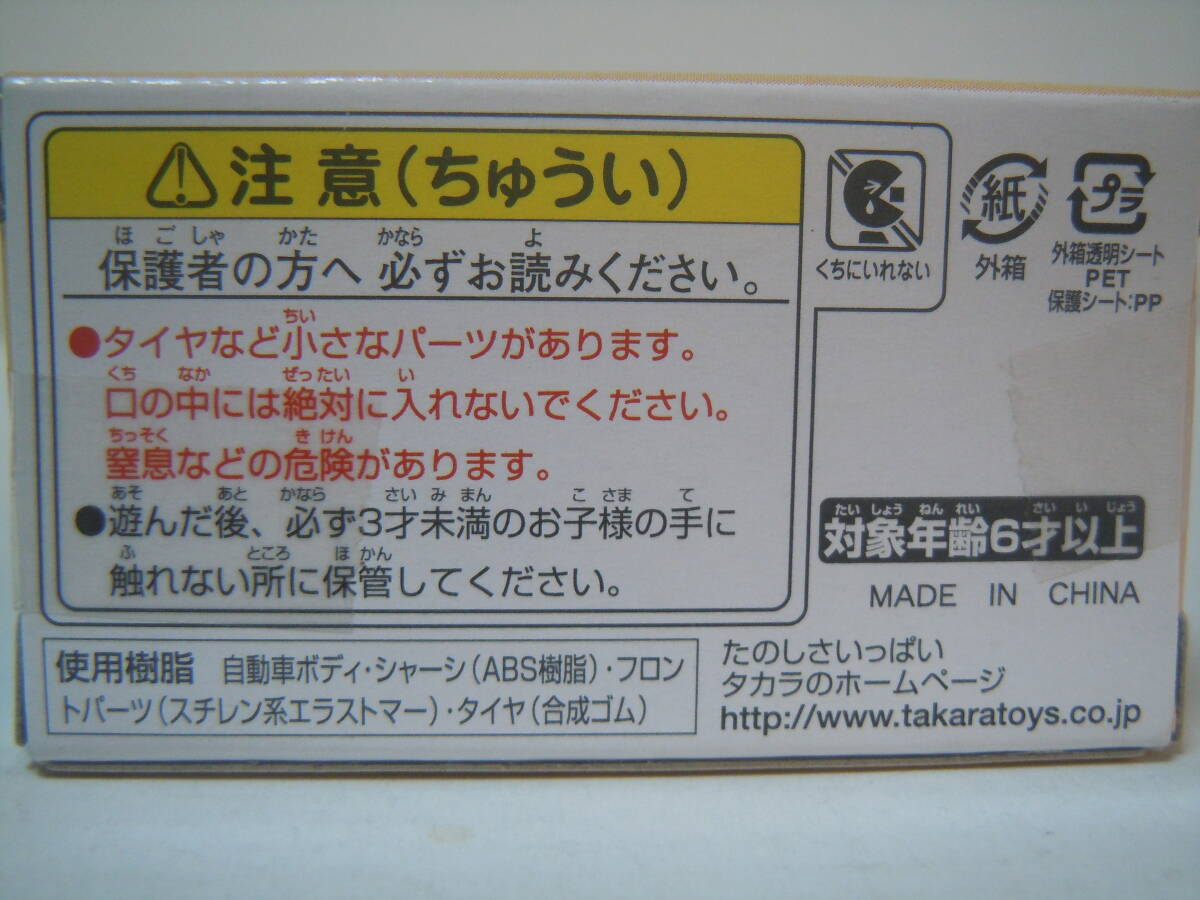 注意(ちゅうい)
ほごしゃ かた かなら よ
保護者の方へ 必ずお読みください。
ちい
●タイヤなど小さなパーツがあります。
くち なか ぜったい い
口の中には絶対に入れないでください。
ちっそく きけん
窒息などの危険があります。
あそ あと かなら さい みまん こさま て
●遊んだ後、必ず3才未満のお子様の手に
ふ ところ ほかん
触れない所に保管してください。
くちにいれない
紙
外箱
プラ
外箱透明シート
PET
保護シート:PP
たいしょうねんれい さい いじょう
対象年齢6才以上
MADE IN CHINA
使用樹脂 自動車ボディ・シャーシ(ABS樹脂)・フロン
トパーツ(スチレン系エラストマー)・タイヤ(合成ゴム)
たのしさいっぱい
タカラのホームページ
http://www.takaratoys.co.jp